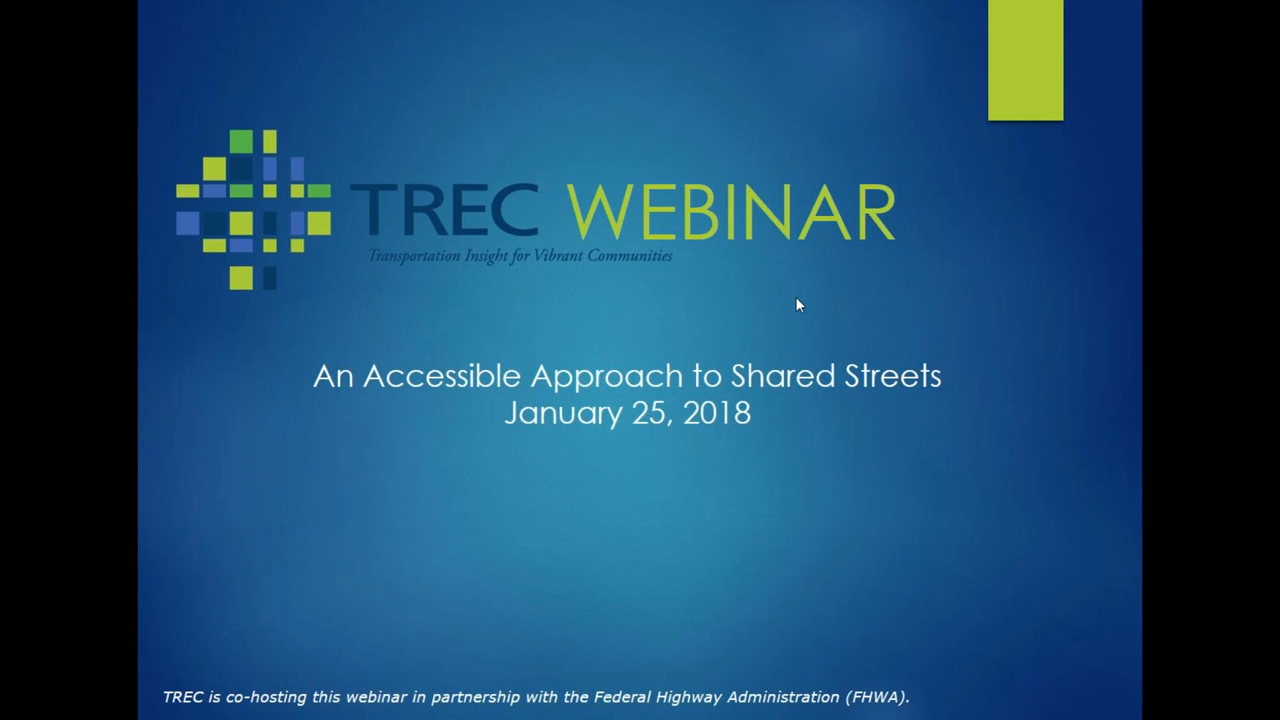 TREC WEBINAR
Transportation Insight for Vibrant Communities
An Accessible Approach to Shared Streets
January 25, 2018
TREC is co-hosting this webinar in partnership with the Federal Highway Administration (FHWA).